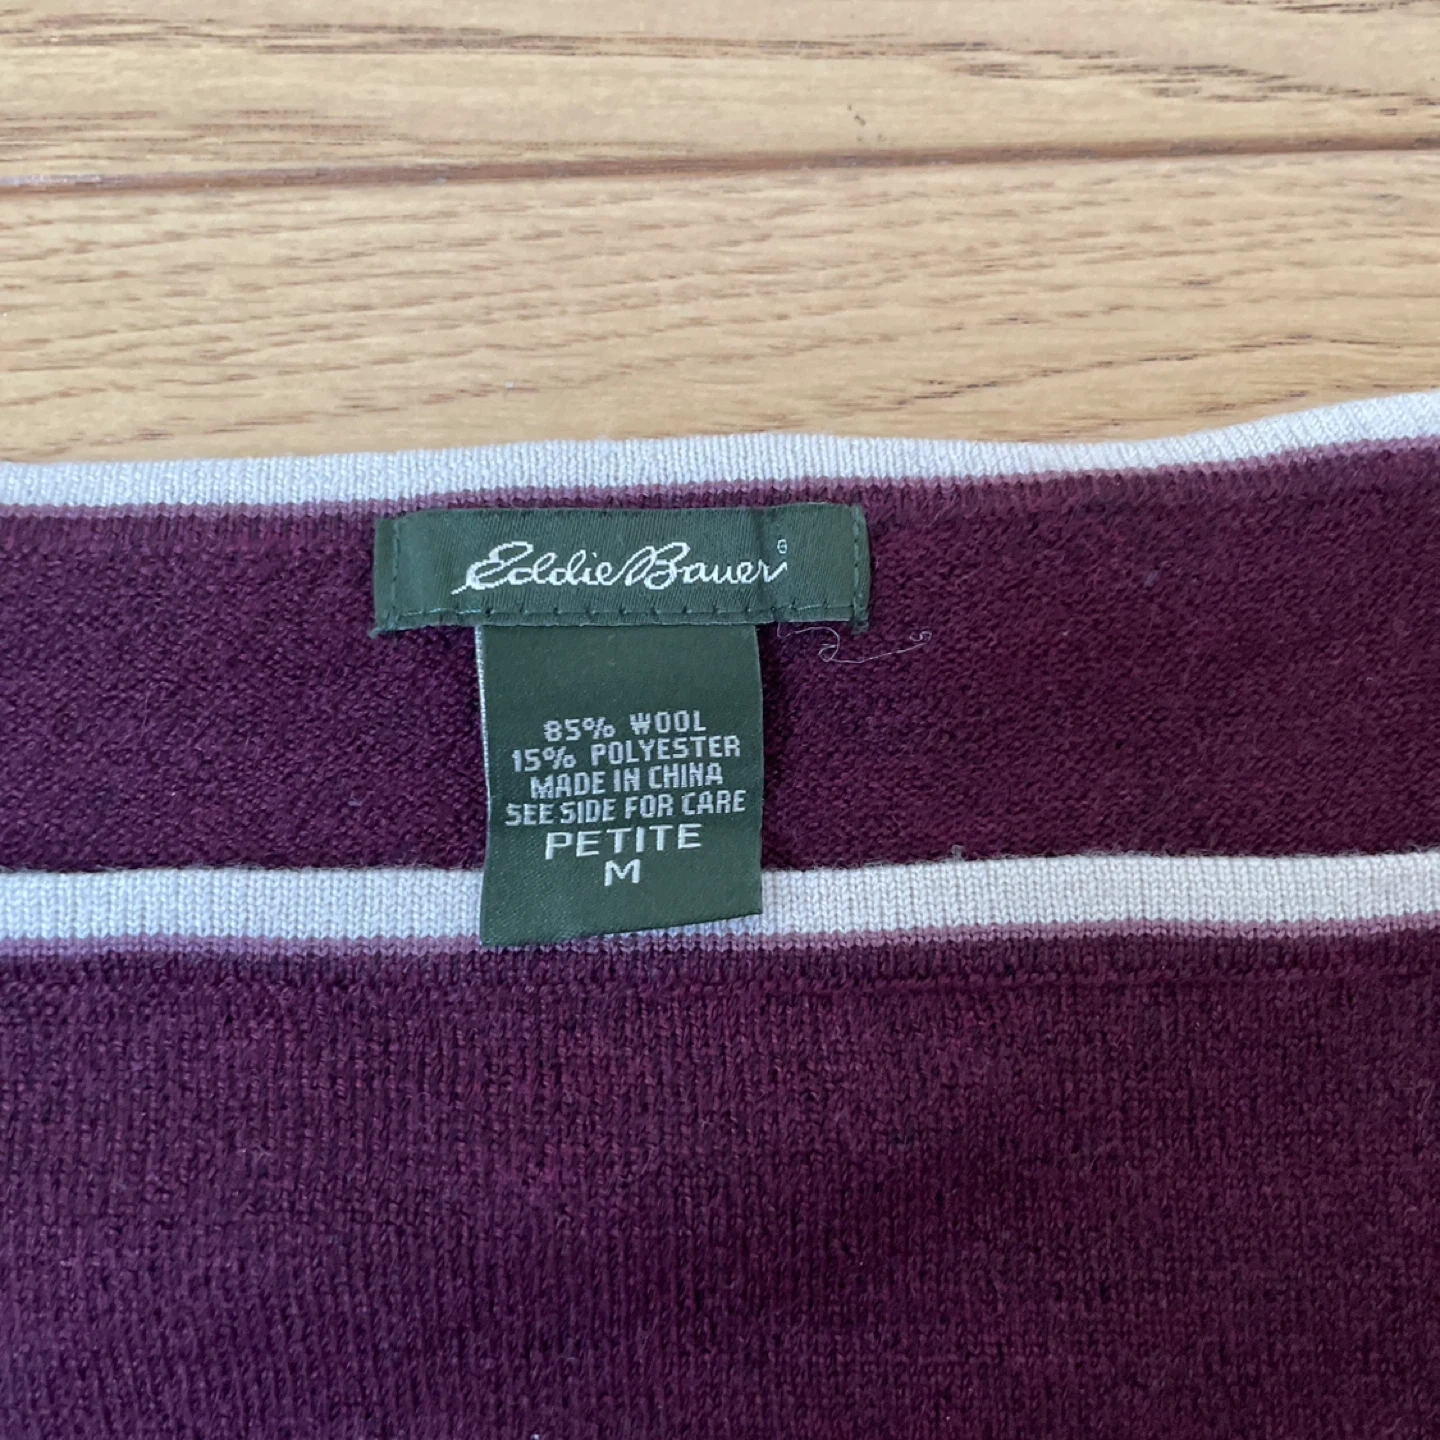 Eddie Bauer®
85% WOOL
15% POLYESTER
MADE IN CHINA
SEE SIDE FOR CARE
PETITE
M